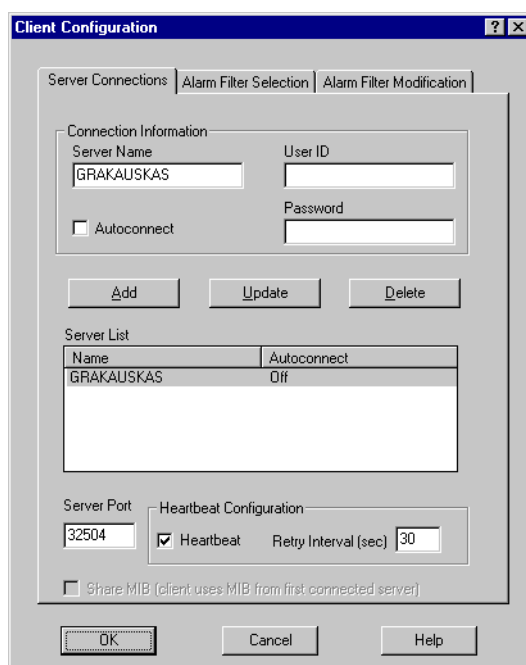 Client Configuration
Server Connections Alarm Filter Selection Alarm Filter Modification
Connection Information
Server Name User ID
GRAKAUSKAS
Password
Autoconnect
Add Update Delete
Server List
Name Autoconnect
GRAKAUSKAS Off
Server Port Heartbeat Configuration
32504 Heartbeat Retry Interval (sec) 30
Share MIB (client uses MIB from first connected server)
OK Cancel Help